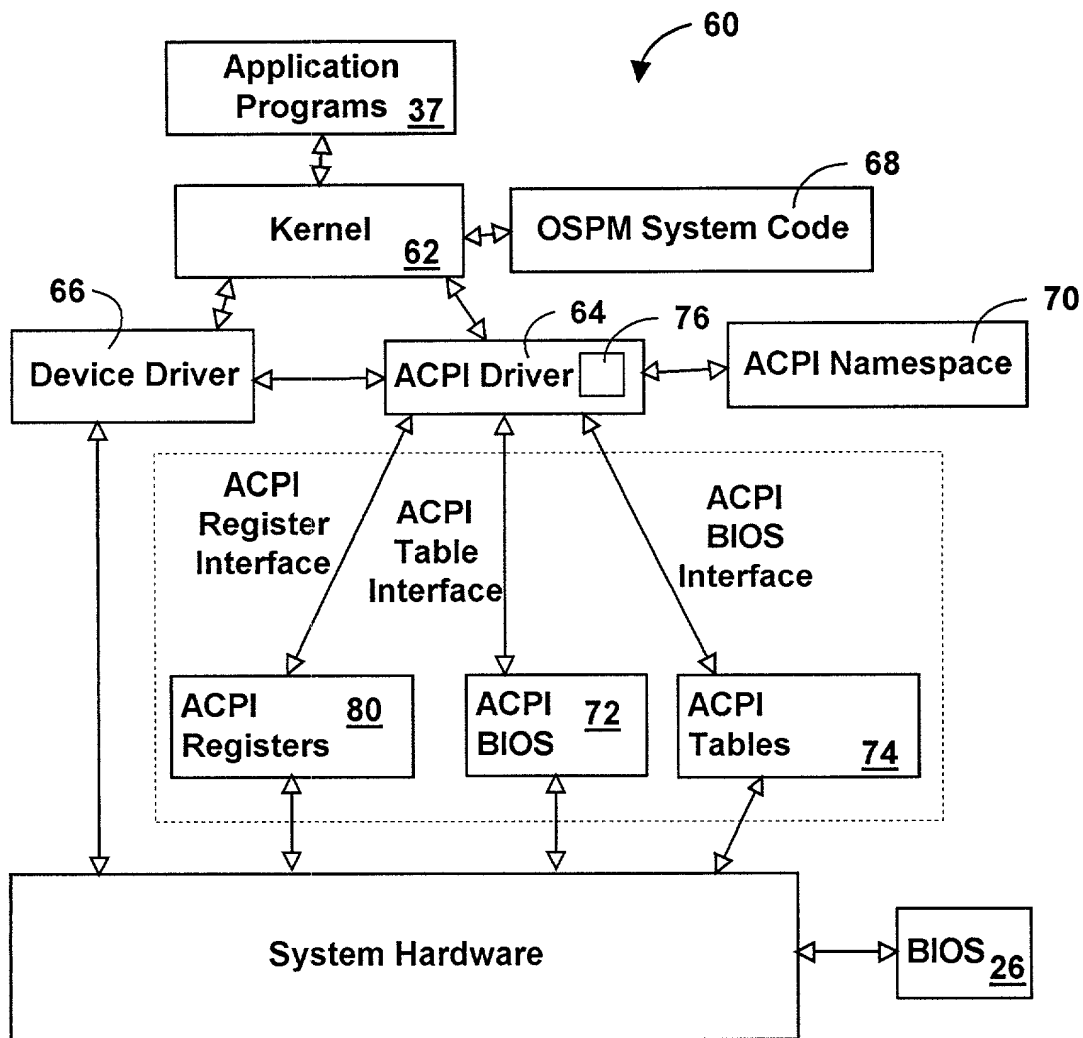 60
Application
Programs 37
68
Kernel
62
OSPM System Code
66
64
76
70
Device Driver
ACPI Driver
ACPI Namespace
ACPI
Register
Interface
ACPI
Table
Interface
ACPI
BIOS
Interface
ACPI
Registers
80
ACPI
BIOS
72
ACPI
Tables
74
System Hardware
BIOS 26